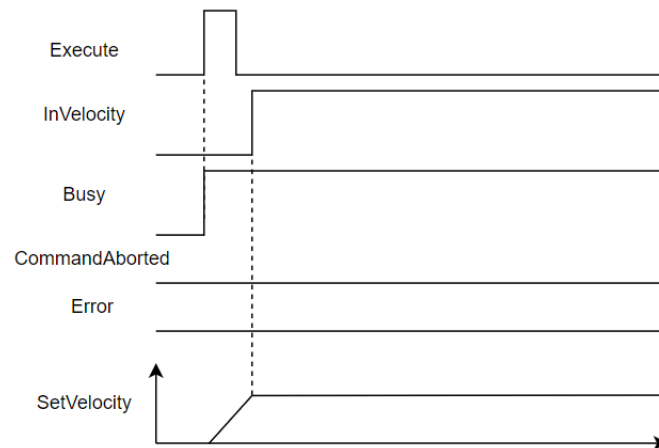 Execute
InVelocity
Busy
CommandAborted
Error
SetVelocity